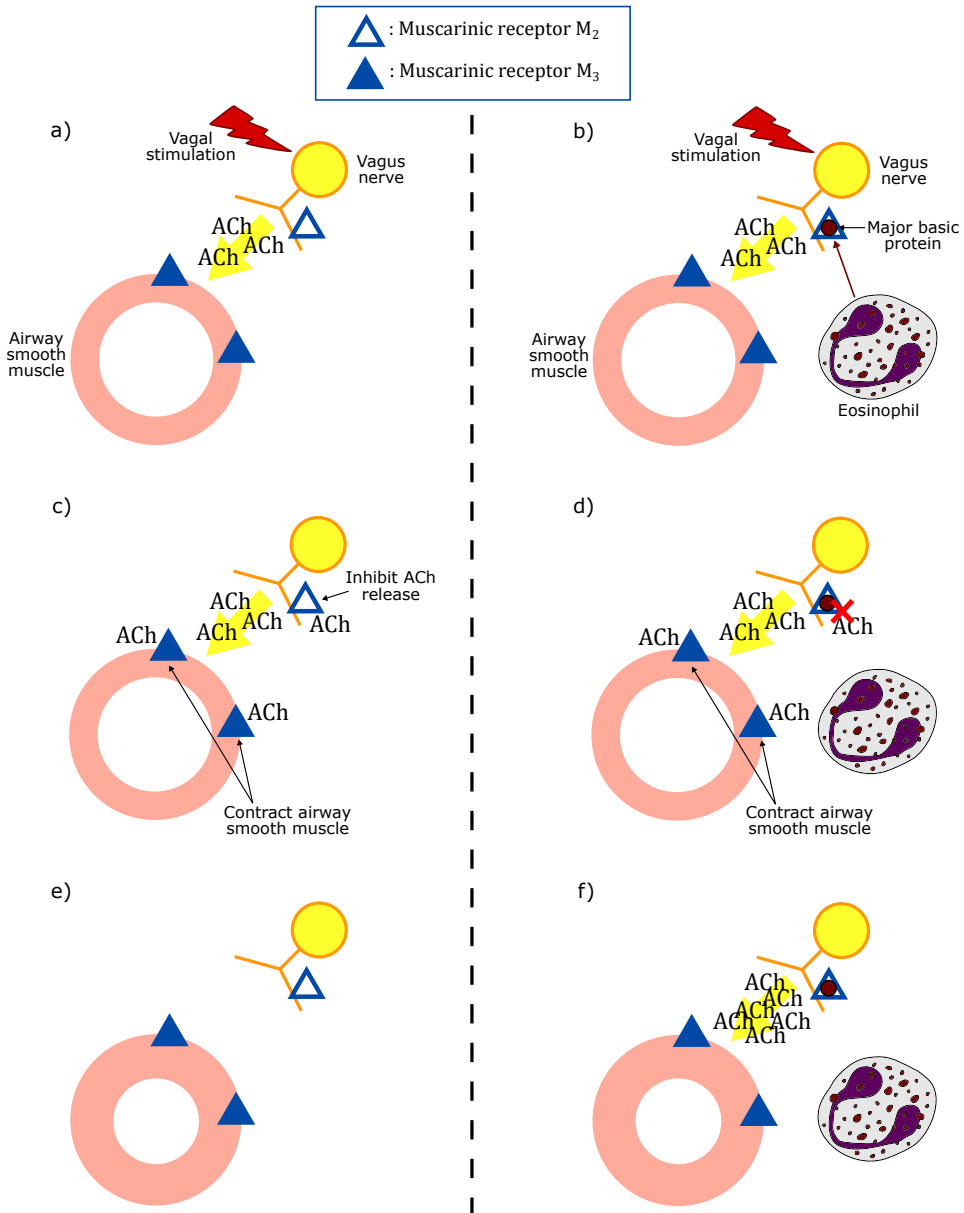 : Muscarinic receptor M₂
: Muscarinic receptor M₃
a)
Vagal
stimulation
Vagus
nerve
ACh
ACh
ACh
Airway
smooth
muscle
b)
Vagal
stimulation
Vagus
nerve
Major basic
protein
ACh
ACh
ACh
Airway
smooth
muscle
Eosinophil
c)
Inhibit ACh
release
ACh
ACh
ACh
ACh
ACh
ACh
Contract airway
smooth muscle
d)
ACh
ACh
ACh
ACh
ACh
ACh
Contract airway
smooth muscle
e)
f)
ACh
ACh
ACh
ACh
ACh
ACh